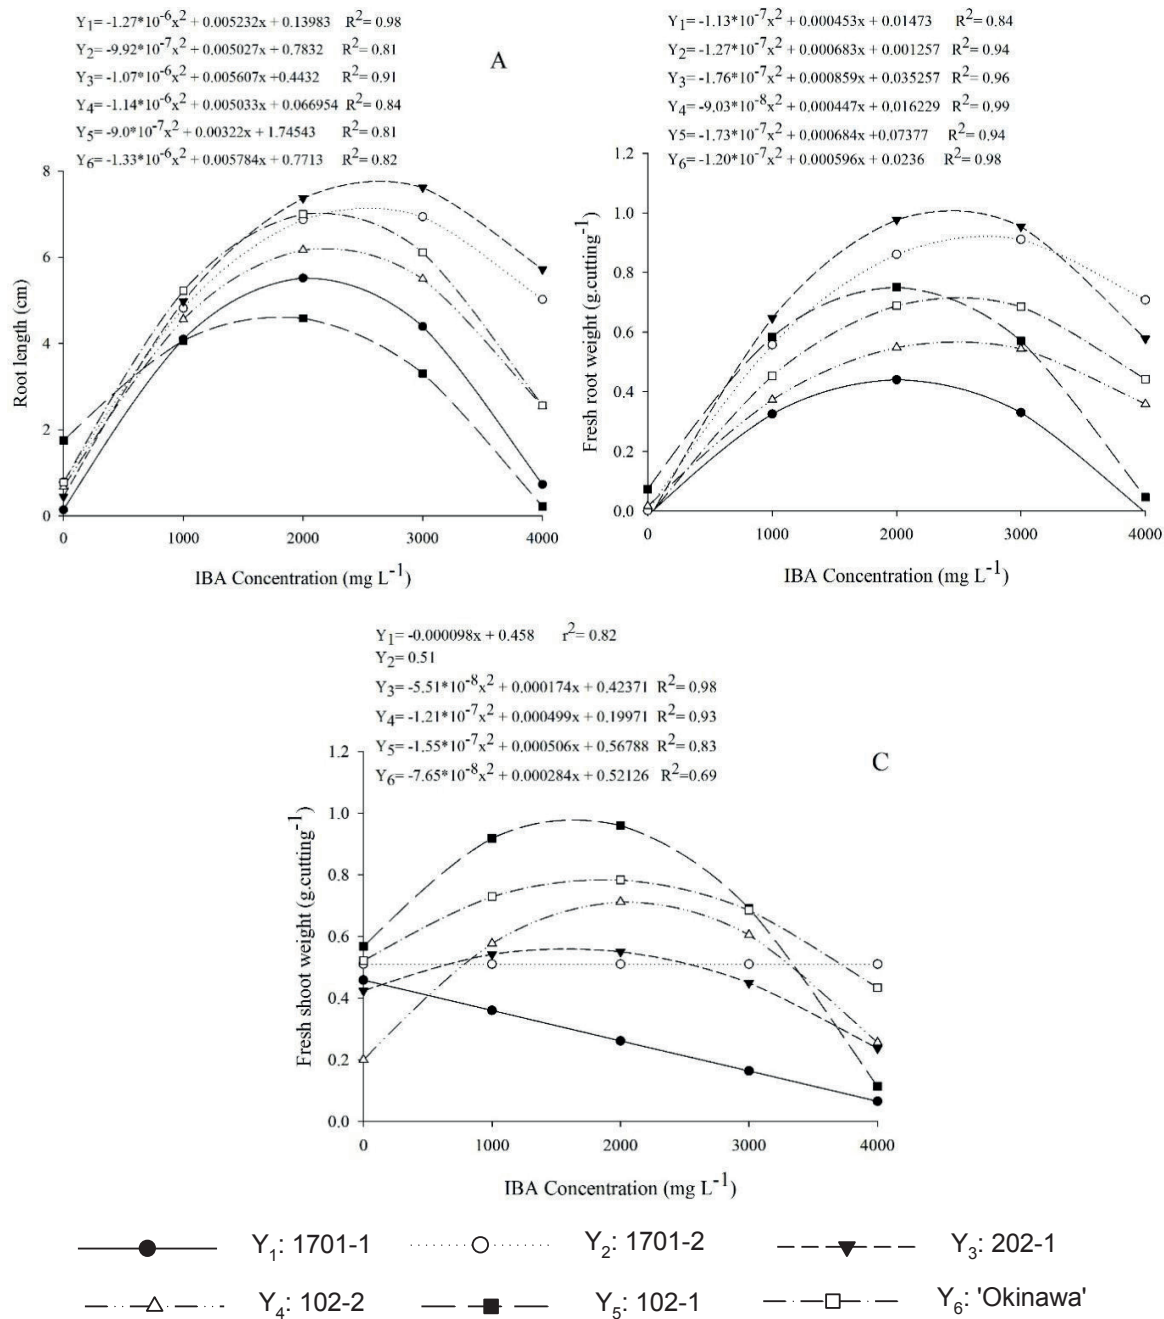 Y1= -1.27*10-6x2 + 0.005232x + 0.13983 R2= 0.98
Y2= -9.92*10-7x2 + 0.005027x + 0.7832 R2= 0.81
Y3= -1.07*10-6x2 + 0.005607x +0.4432 R2= 0.91
Y4= -1.14*10-6x2 + 0.005033x + 0.066954 R2= 0.84
Y5= -9.0*10-7x2 + 0.00322x + 1.74543 R2= 0.81
Y6= -1.33*10-6x2 + 0.005784x + 0.7713 R2= 0.82
A
8
6
4
2
0
Root length (cm)
0 1000 2000 3000 4000
IBA Concentration (mg L-1)
Y1= -1.13*10-7x2 + 0.000453x + 0.01473 R2= 0.84
Y2= -1.27*10-7x2 + 0.000683x + 0.001257 R2= 0.94
Y3= -1.76*10-7x2 + 0.000859x + 0.035257 R2= 0.96
Y4= -9.03*10-8x2 + 0.000447x + 0.016229 R2= 0.99
Y5= -1.73*10-7x2 + 0.000684x +0.07377 R2= 0.94
Y6= -1.20*10-7x2 + 0.000596x + 0.0236 R2= 0.98
1.2
1.0
0.8
0.6
0.4
0.2
0.0
Fresh root weight (g.cutting-1)
0 1000 2000 3000 4000
IBA Concentration (mg L-1)
Y1= -0.000098x + 0.458 r2= 0.82
Y2= 0.51
Y3= -5.51*10-8x2 + 0.000174x + 0.42371 R2= 0.98
Y4= -1.21*10-7x2 + 0.000499x + 0.19971 R2= 0.93
Y5= -1.55*10-7x2 + 0.000506x + 0.56788 R2= 0.83
Y6= -7.65*10-8x2 + 0.000284x + 0.52126 R2=0.69
C
1.2
1.0
0.8
0.6
0.4
0.2
0.0
Fresh shoot weight (g.cutting-1)
0 1000 2000 3000 4000
IBA Concentration (mg L-1)
Y1: 1701-1 Y2: 1701-2 Y3: 202-1
Y4: 102-2 Y5: 102-1 Y6: 'Okinawa'